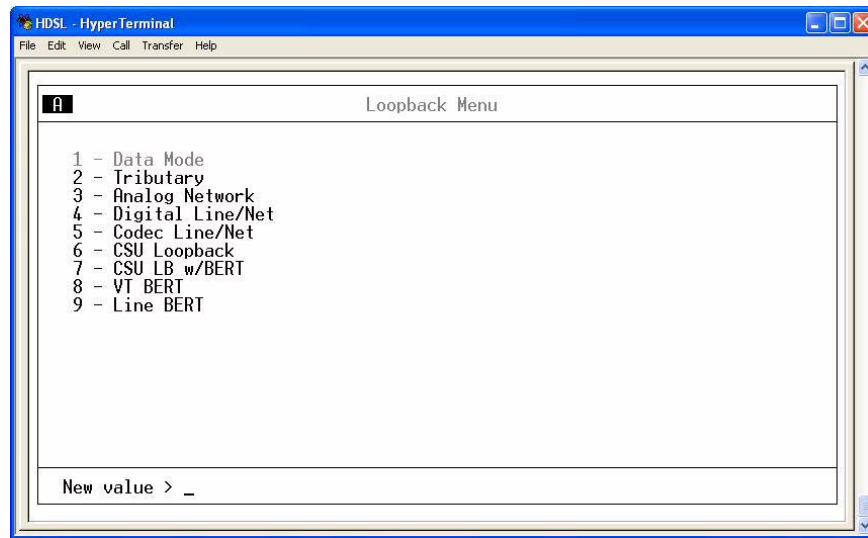 HDSL - HyperTerminal
File Edit View Call Transfer Help
A Loopback Menu
1 - Data Mode
2 - Tributary
3 - Analog Network
4 - Digital Line/Net
5 - Codec Line/Net
6 - CSU Loopback
7 - CSU LB w/BERT
8 - VT BERT
9 - Line BERT
New value > _